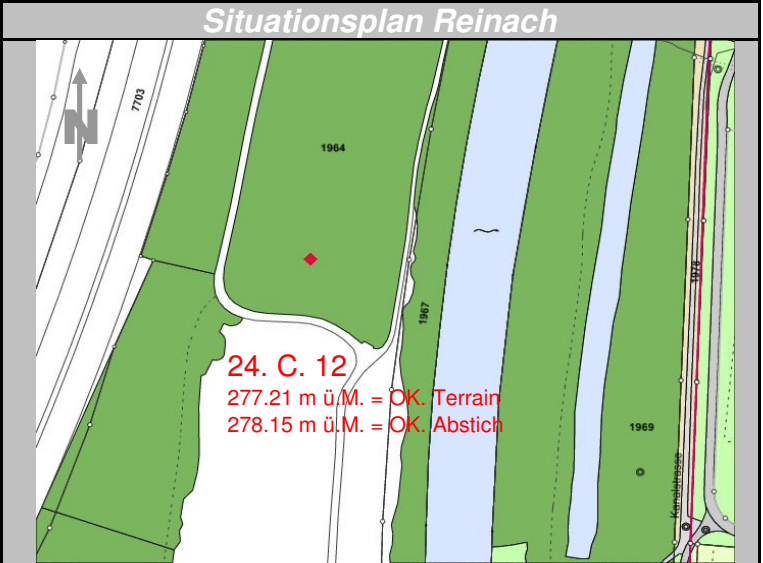 Situationsplan Reinach
N
7703
1964
1978
1967
24. C. 12
277.21 m ü.M. = OK. Terrain
278.15 m ü.M. = OK. Abstich
1969
Kanalstrasse